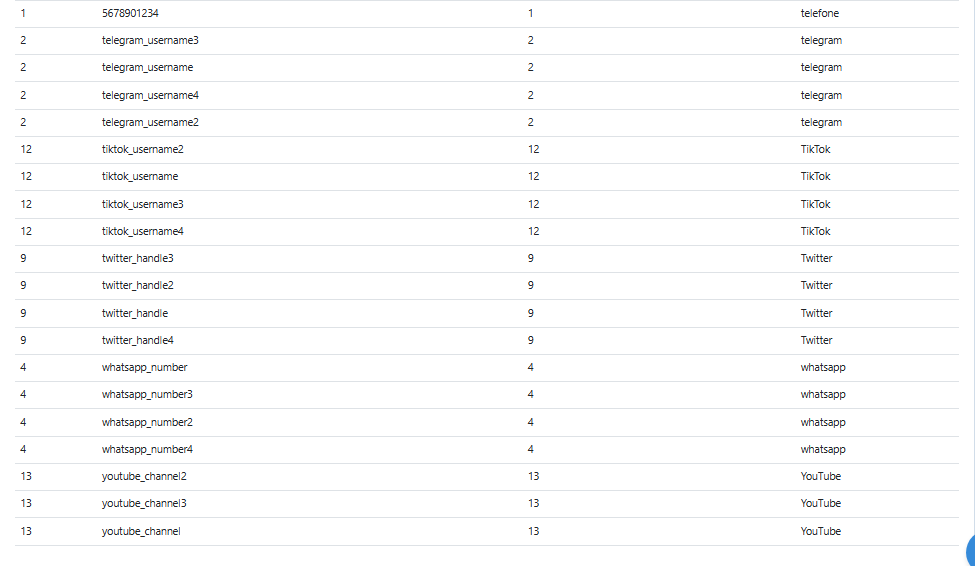 1 5678901234 1 telefone
2 telegram_username3 2 telegram
2 telegram_username 2 telegram
2 telegram_username4 2 telegram
2 telegram_username2 2 telegram
12 tiktok_username2 12 TikTok
12 tiktok_username 12 TikTok
12 tiktok_username3 12 TikTok
12 tiktok_username4 12 TikTok
9 twitter_handle3 9 Twitter
9 twitter_handle2 9 Twitter
9 twitter_handle 9 Twitter
9 twitter_handle4 9 Twitter
4 whatsapp_number 4 whatsapp
4 whatsapp_number3 4 whatsapp
4 whatsapp_number2 4 whatsapp
4 whatsapp_number4 4 whatsapp
13 youtube_channel2 13 YouTube
13 youtube_channel3 13 YouTube
13 youtube_channel 13 YouTube